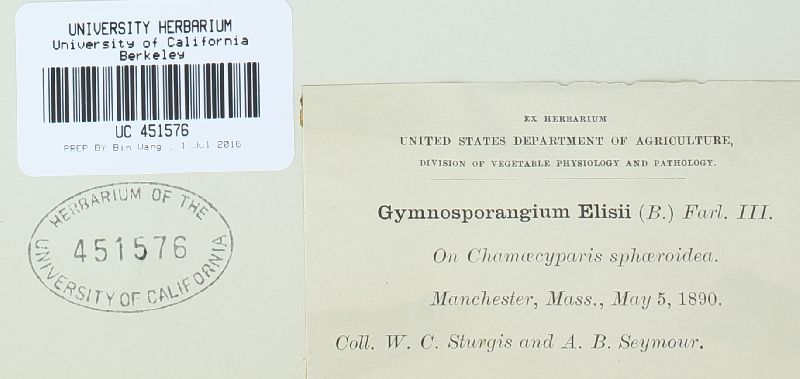 UNIVERSITY HERBARIUM
University of California
Berkeley
UC 451576
PREP BY Bin Wang , 1 Jul 2016
HERBARIUM OF THE
451576
UNIVERSITY OF CALIFORNIA
EX HERBARIUM
UNITED STATES DEPARTMENT OF AGRICULTURE,
DIVISION OF VEGETABLE PHYSIOLOGY AND PATHOLOGY.
Gymnosporangium Elisii (B.) Farl. III.
On Chamæcyparis sphæroidea.
Manchester, Mass., May 5, 1890.
Coll. W. C. Sturgis and A. B. Seymour.